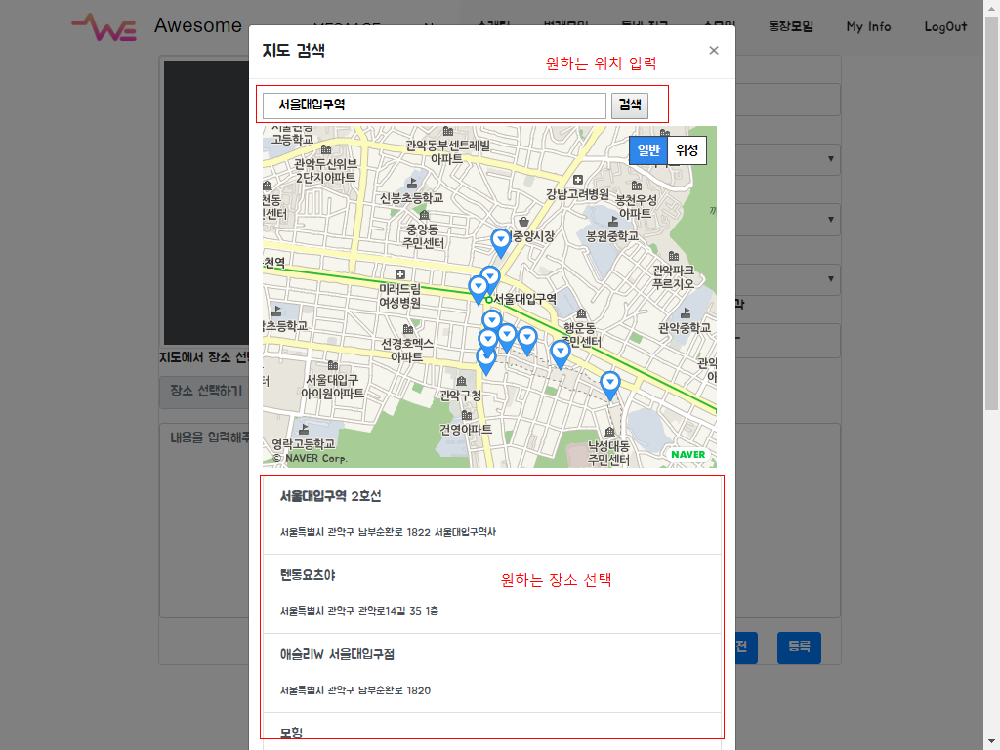 Awesome
동창모임
My Info
LogOut
지도 검색
×
원하는 위치 입력
서울대입구역
검색
일반
위성
고등학교
관악동부센트레빌
아파트
관악두산위브
2단지아파트
신봉초등학교
강남고려병원
봉천우성
아파트
중앙동
주민센터
중앙시장
봉원중학교
관악파크
푸르지오
천역
미래드림
여성병원
서울대입구역
행운동
주민센터
관악중학교
초등학교
선경호멕스
아파트
서울대입구
아이원아파트
관악구청
건영아파트
영락고등학교
낙성대동
주민센터
© NAVER Corp.
NAVER
지도에서 장소 선택
장소 선택하기
내용을 입력해주
서울대입구역 2호선
서울특별시 관악구 남부순환로 1822 서울대입구역사
텐동요츠야
원하는 장소 선택
서울특별시 관악구 관악로14길 35 1층
애슐리W 서울대입구점
서울특별시 관악구 남부순환로 1820
모힝
전
등록